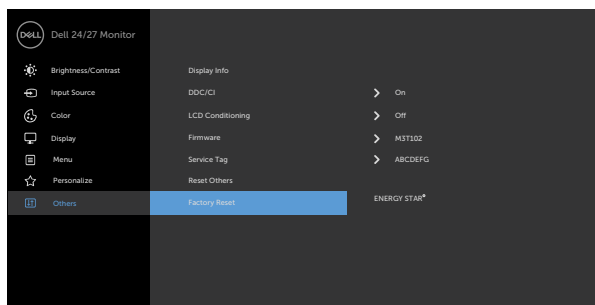 DELL Dell 24/27 Monitor
Brightness/Contrast Display Info
Input Source DDC/CI On
Color LCD Conditioning Off
Display Firmware M3T102
Menu Service Tag ABCDEFG
Personalize Reset Others
Others Factory Reset ENERGY STAR®